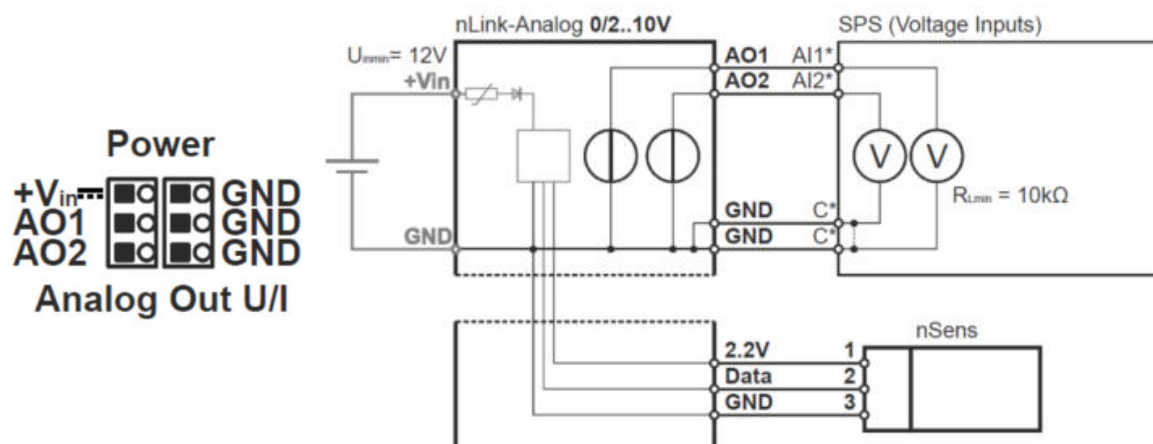 nLink-Analog 0/2..10V
SPS (Voltage Inputs)
Uinmin= 12V
+Vin
AO1 AI1*
AO2 AI2*
V V
RLmin = 10kΩ
GND C*
GND GND C*
Power
+Vin GND
AO1 GND
AO2 GND
Analog Out U/I
nSens
2.2V 1
Data 2
GND 3